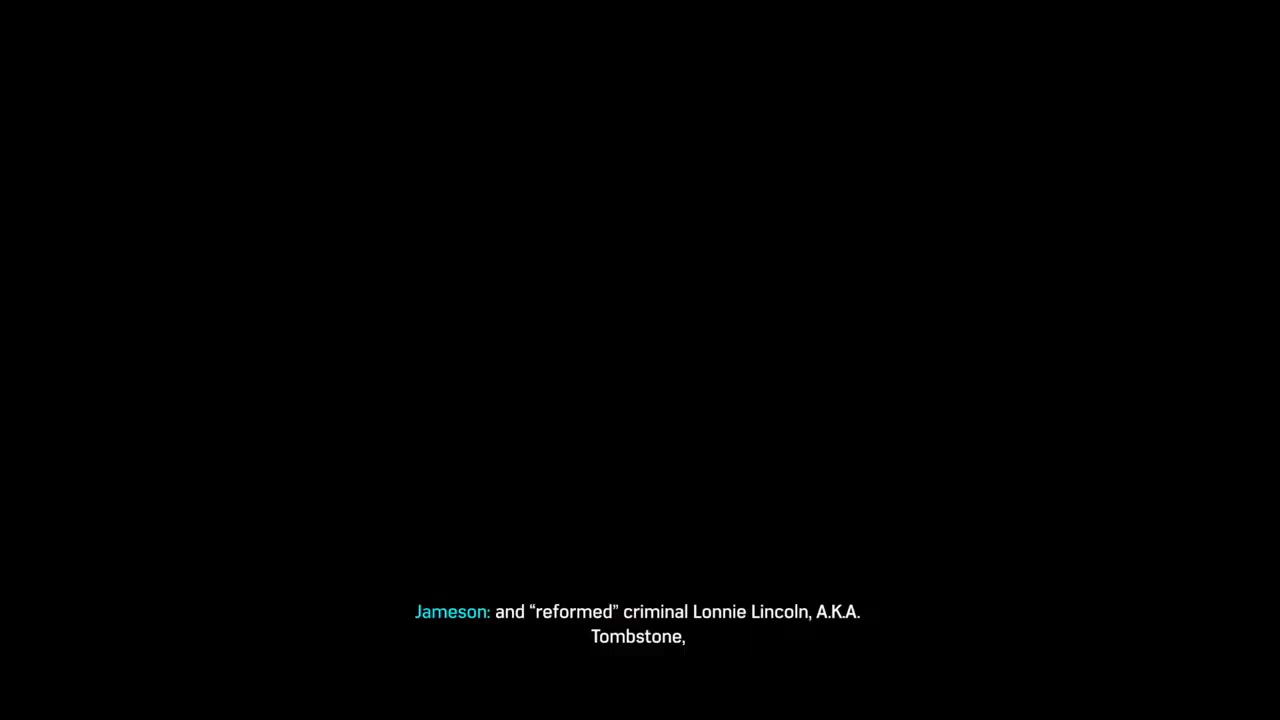 Jameson: and “reformed” criminal Lonnie Lincoln, A.K.A.
Tombstone,